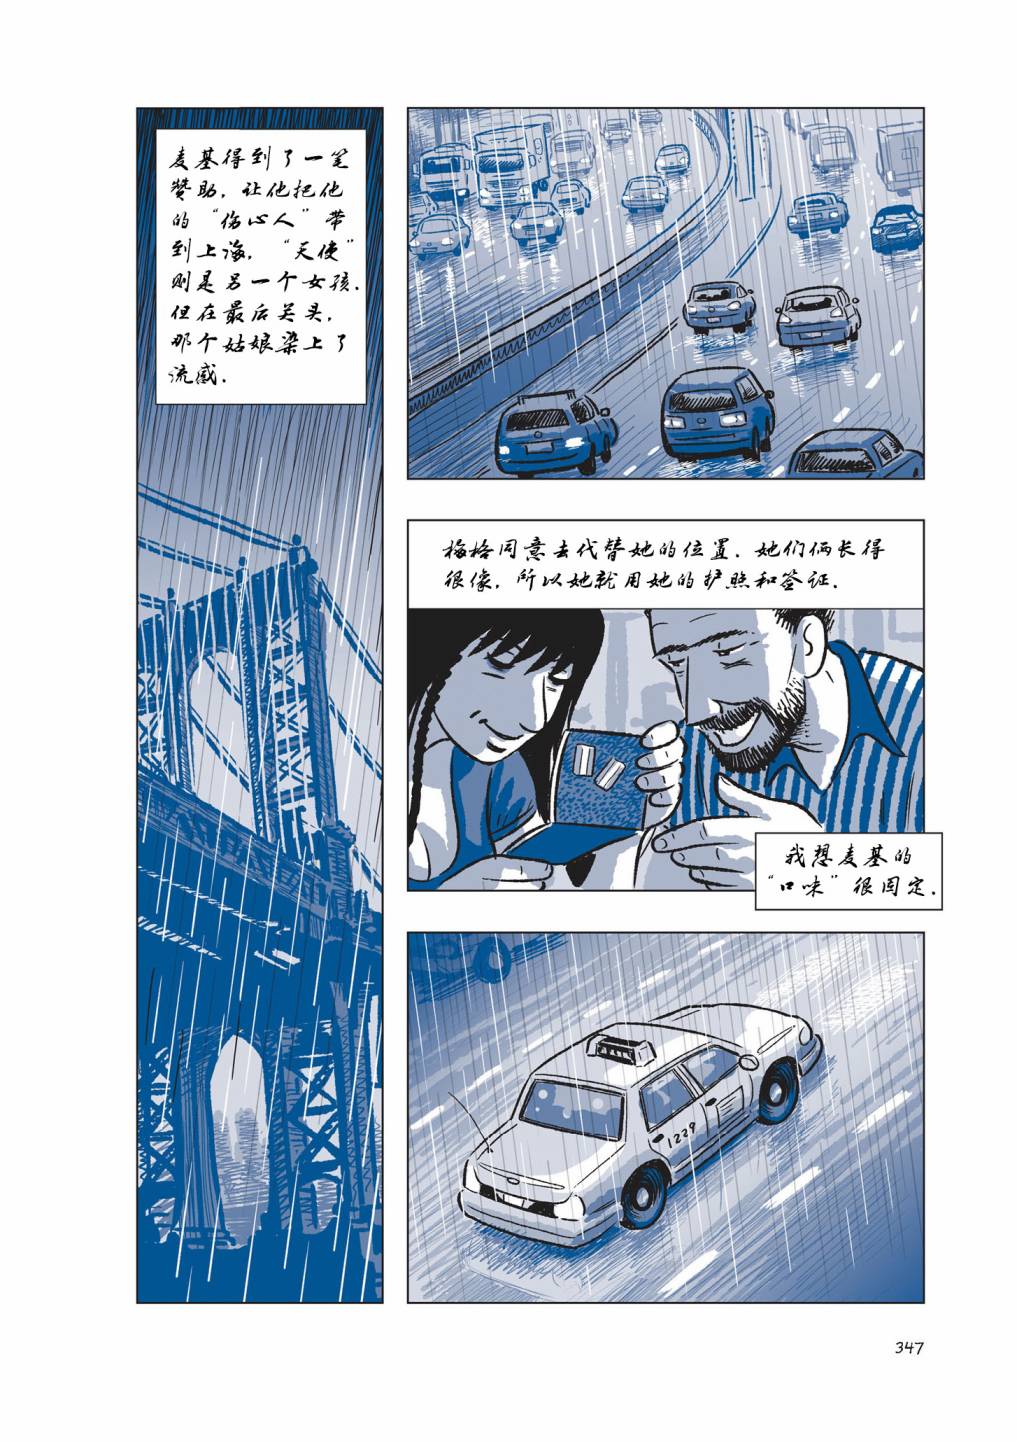 麦基得到了一笔
赞助，让他把他
的“伤心人”带
到上海，“天使”
则是另一个女孩．
但在最后关头，
那个姑娘染上了
流感．
梅格同意去代替她的位置．她们俩长得
很像，所以她就用她的护照和签证．
我想麦基的
“口味”很固定．
1229
347